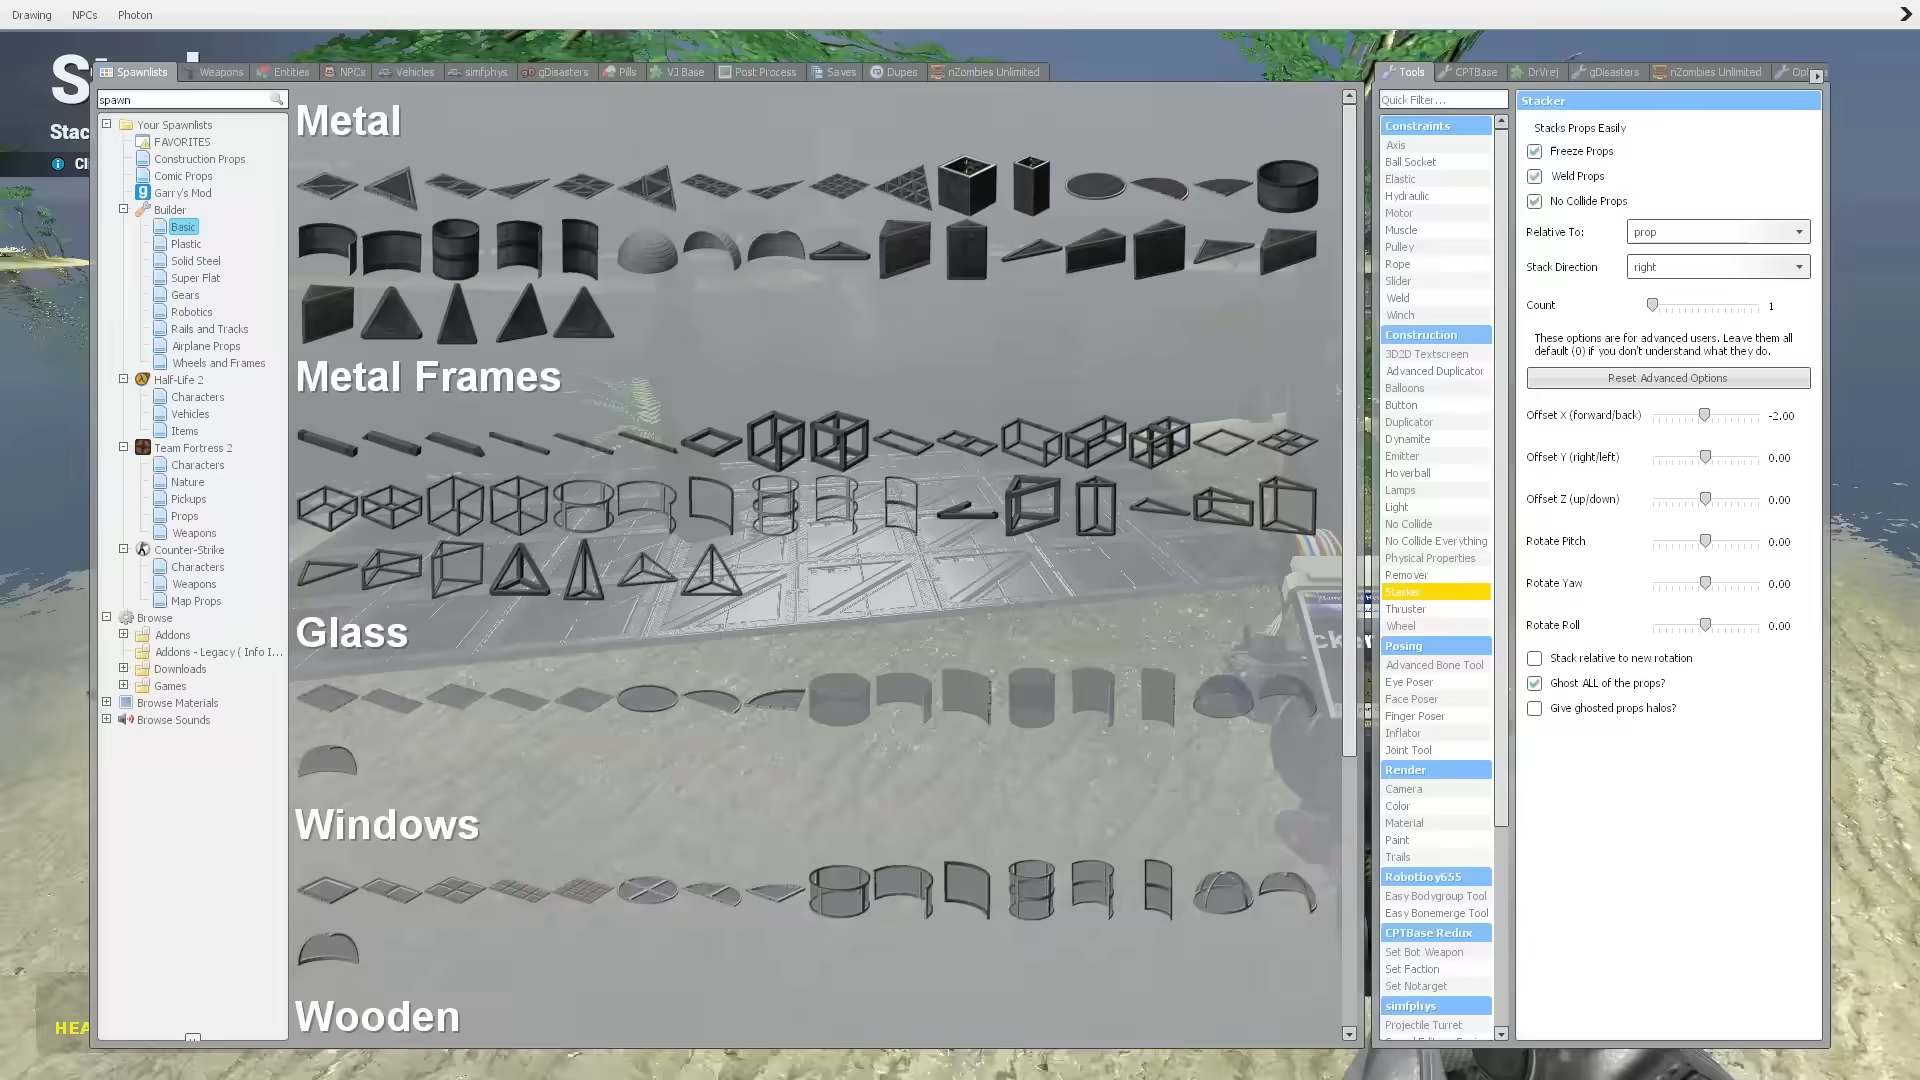 Drawing NPCs Photon
Spawnlists Weapons Entities NPCs Vehicles simfphys gDisasters Pills VJ Base Post Process Saves Dupes nZombies Unlimited
spawn
Your Spawnlists
FAVORITES
Construction Props
Comic Props
Garry's Mod
Builder
Basic
Plastic
Solid Steel
Super Flat
Gears
Robotics
Rails and Tracks
Airplane Props
Wheels and Frames
Half-Life 2
Characters
Vehicles
Items
Team Fortress 2
Characters
Nature
Pickups
Props
Weapons
Counter-Strike
Characters
Weapons
Map Props
Browse
Addons
Addons - Legacy ( Info I...
Downloads
Games
Browse Materials
Browse Sounds
Metal
Metal Frames
Glass
Windows
Wooden
Tools CPTBase DrVrej gDisasters nZombies Unlimited
Quick Filter...
Constraints
Axis
Ball Socket
Elastic
Hydraulic
Motor
Muscle
Pulley
Rope
Slider
Weld
Winch
Construction
3D2D Textscreen
Advanced Duplicator
Balloons
Button
Duplicator
Dynamite
Emitter
Hoverball
Lamps
Light
No Collide
No Collide Everything
Physical Properties
Remover
Stacker
Thruster
Wheel
Posing
Advanced Bone Tool
Eye Poser
Face Poser
Finger Poser
Inflator
Joint Tool
Render
Camera
Color
Material
Paint
Trails
Robotboy655
Easy Bodygroup Tool
Easy Bonemerge Tool
CPTBase Redux
Set Bot Weapon
Set Faction
Set Notarget
simfphys
Projectile Turret
Stacker
Stacks Props Easily
Freeze Props
Weld Props
No Collide Props
Relative To: prop
Stack Direction right
Count 1
These options are for advanced users. Leave them all
default (0) if you don't understand what they do.
Reset Advanced Options
Offset X (forward/back) -2.00
Offset Y (right/left) 0.00
Offset Z (up/down) 0.00
Rotate Pitch 0.00
Rotate Yaw 0.00
Rotate Roll 0.00
Stack relative to new rotation
Ghost ALL of the props?
Give ghosted props halos?